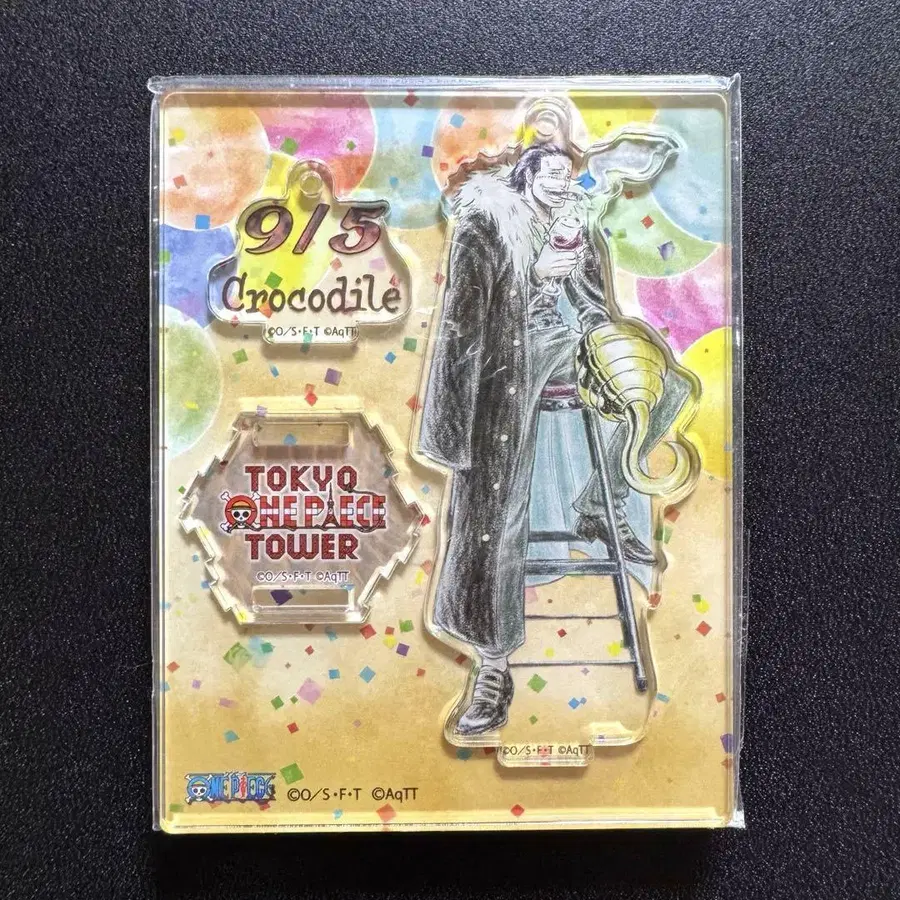 9/5
Crocodile
©O/S・F・T ©AqTT
TOKYO
ONE PIECE
TOWER
©O/S・F・T ©AqTT
©O/S・F・T ©AqTT
ONE PIECE ©O/S・F・T ©AqTT